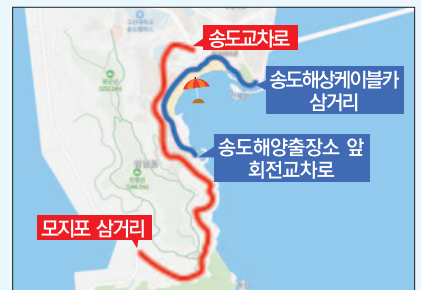 송도교차로
송도해상케이블카
삼거리
송도해양출장소 앞
회전교차로
모지포 삼거리